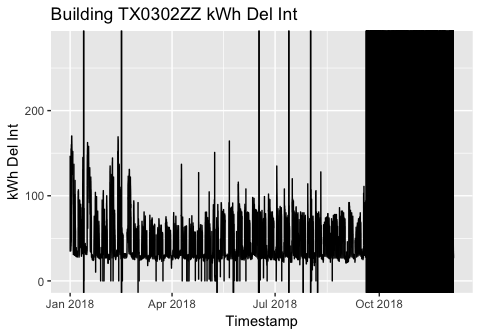 Building TX0302ZZ kWh Del Int
kWh Del Int
200
100
0
Jan 2018
Apr 2018
Jul 2018
Oct 2018
Timestamp